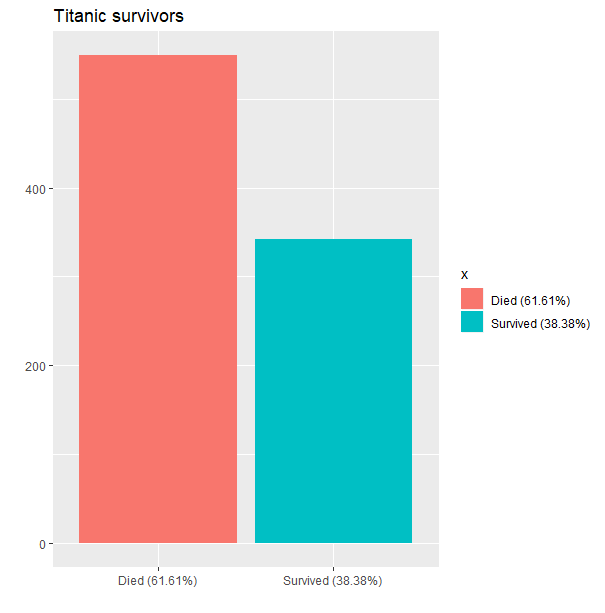 Titanic survivors
400
200
0
Died (61.61%)
Survived (38.38%)
x
Died (61.61%)
Survived (38.38%)